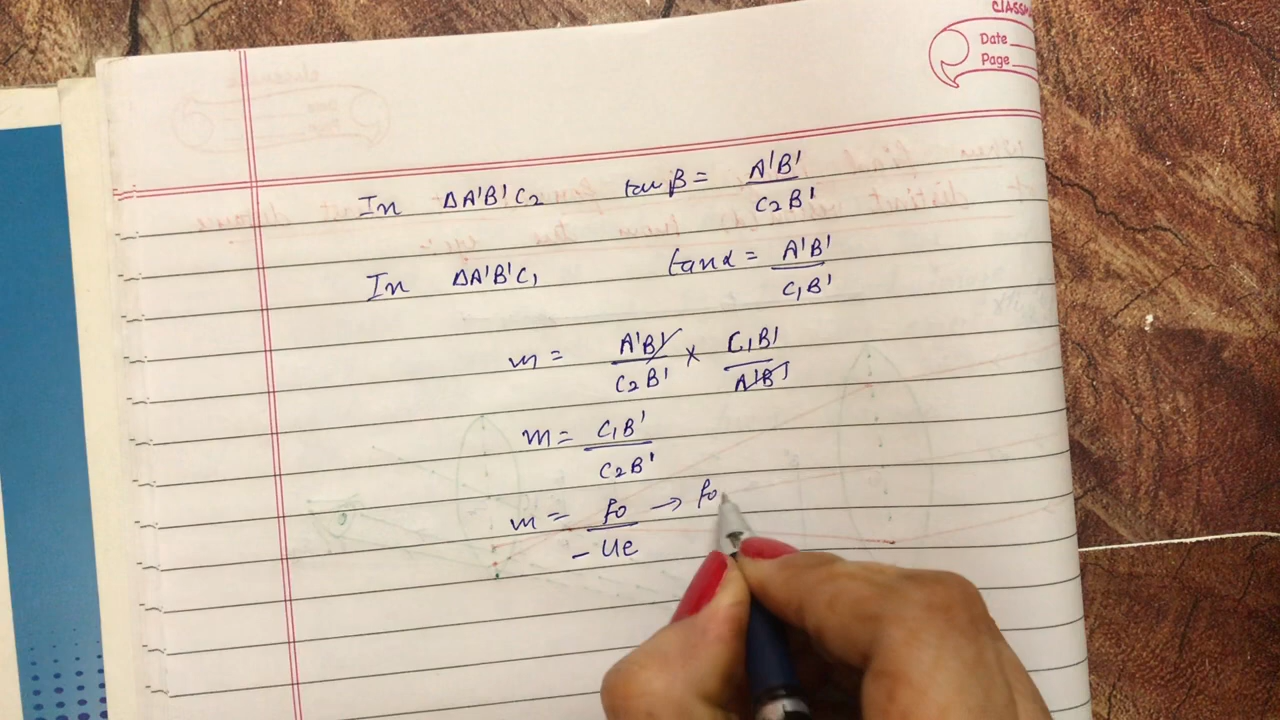 CLASSM
Date
Page
In ΔA'B'C₂ tan β = A'B' / C₂B'
In ΔA'B'C₁ tan α = A'B' / C₁B'
m = A'B' / C₂B' × C₁B' / A'B'
m = C₁B' / C₂B'
m = fo / -ue → fo